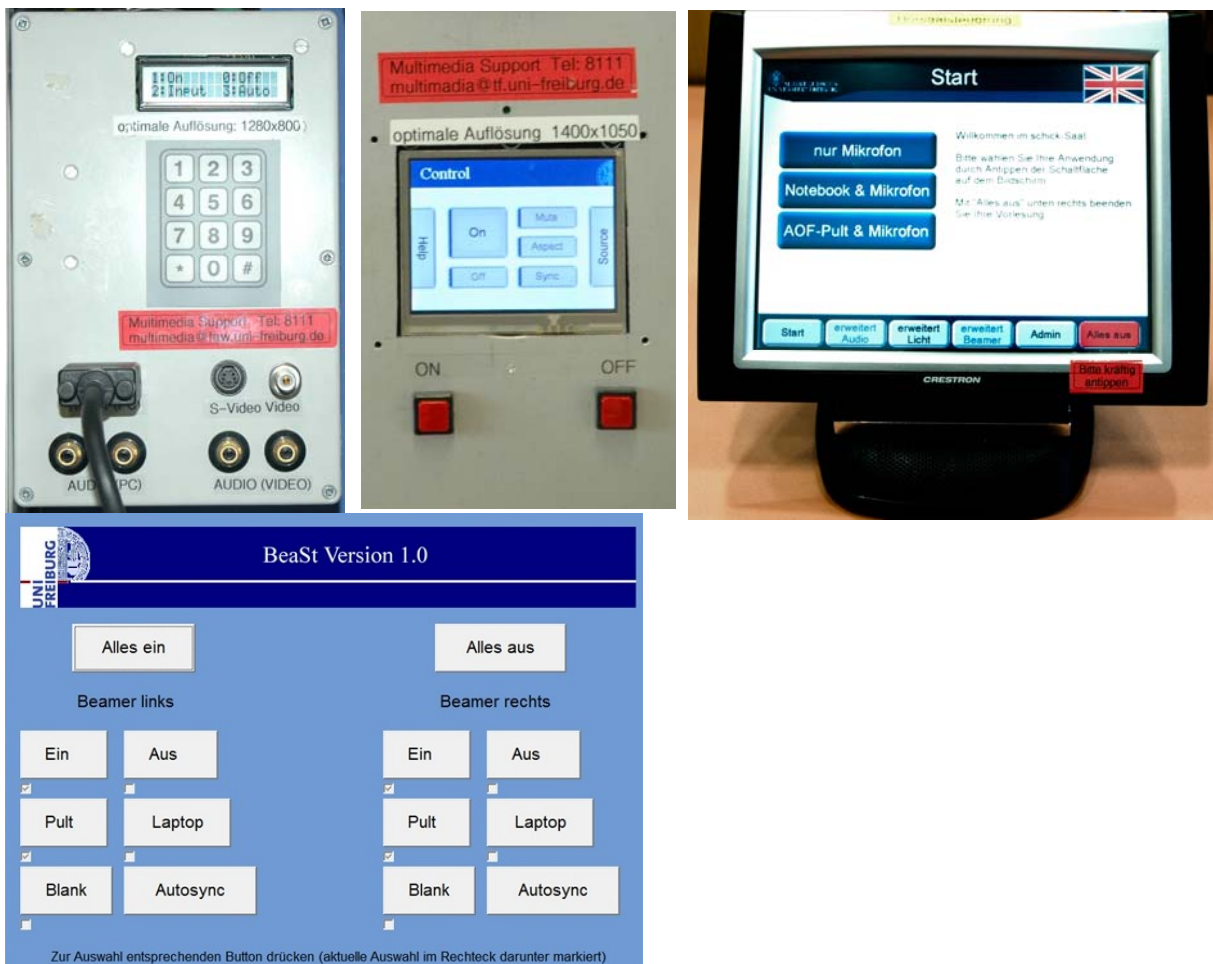 1:On 0:Off
2:Input 3:Auto
optimale Auflösung: 1280x800)
1 2 3
4 5 6
7 8 9
* 0 #
Multimedia Support Tel: 8111
multimedia@faw.uni-freiburg.de
S-Video Video
AUDIO (PC)
AUDIO (VIDEO)
Multimedia Support Tel: 8111
multimadia@tf.uni-freiburg.de
optimale Auflösung 1400x1050
Control
Help
On
Off
Mute
Aspect
Sync
Source
ON OFF
Start
nur Mikrofon
Notebook & Mikrofon
AOF-Pult & Mikrofon
Willkommen im schick-Saal
Bitte wählen Sie Ihre Anwendung
durch Antippen der Schaltfläche
auf dem Bildschirm
Mit "Alles aus" unten rechts beenden
Sie Ihre Vorlesung
Start
erweitert
Audio
erweitert
Licht
erweitert
Beamer
Admin
Alles aus
CRESTRON
Bitte kräftig
antippen
UNI
FREIBURG
BeaSt Version 1.0
Alles ein
Alles aus
Beamer links
Beamer rechts
Ein Aus
Ein Aus
Pult Laptop
Pult Laptop
Blank Autosync
Blank Autosync
Zur Auswahl entsprechenden Button drücken (aktuelle Auswahl im Rechteck darunter markiert)